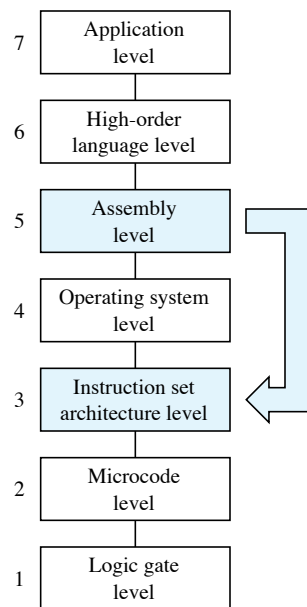 7
Application
level
6
High-order
language level
5
Assembly
level
4
Operating system
level
3
Instruction set
architecture level
2
Microcode
level
1
Logic gate
level